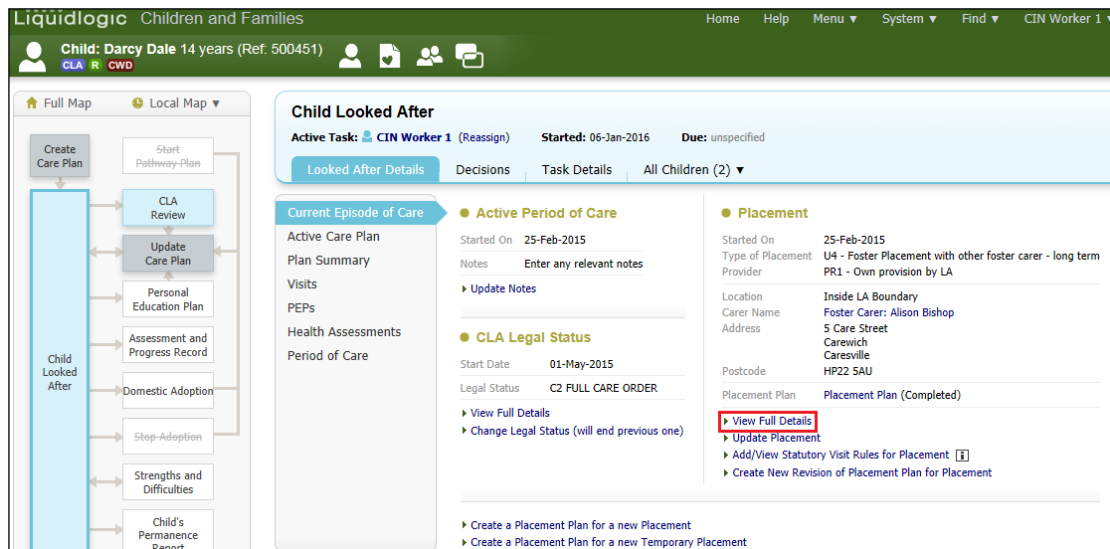 Liquidlogic Children and Families
Home Help Menu ▼ System ▼ Find ▼ CIN Worker 1
Child: Darcy Dale 14 years (Ref: 500451)
CLA R CWD
Full Map Local Map ▼
Create
Care Plan
Start
Pathway Plan
CLA
Review
Update
Care Plan
Personal
Education Plan
Assessment and
Progress Record
Child
Looked
After
Domestic Adoption
Stop Adoption
Strengths and
Difficulties
Child's
Permanence
Report
Child Looked After
Active Task: CIN Worker 1 (Reassign) Started: 06-Jan-2016 Due: unspecified
Looked After Details Decisions Task Details All Children (2) ▼
Current Episode of Care
Active Care Plan
Plan Summary
Visits
PEPs
Health Assessments
Period of Care
Active Period of Care
Started On 25-Feb-2015
Notes Enter any relevant notes
Update Notes
CLA Legal Status
Start Date 01-May-2015
Legal Status C2 FULL CARE ORDER
View Full Details
Change Legal Status (will end previous one)
Placement
Started On 25-Feb-2015
Type of Placement U4 - Foster Placement with other foster carer - long term
Provider PR1 - Own provision by LA
Location Inside LA Boundary
Carer Name Foster Carer: Alison Bishop
Address 5 Care Street
Carewich
Caresville
Postcode HP22 5AU
Placement Plan Placement Plan (Completed)
View Full Details
Update Placement
Add/View Statutory Visit Rules for Placement i
Create New Revision of Placement Plan for Placement
Create a Placement Plan for a new Placement
Create a Placement Plan for a new Temporary Placement